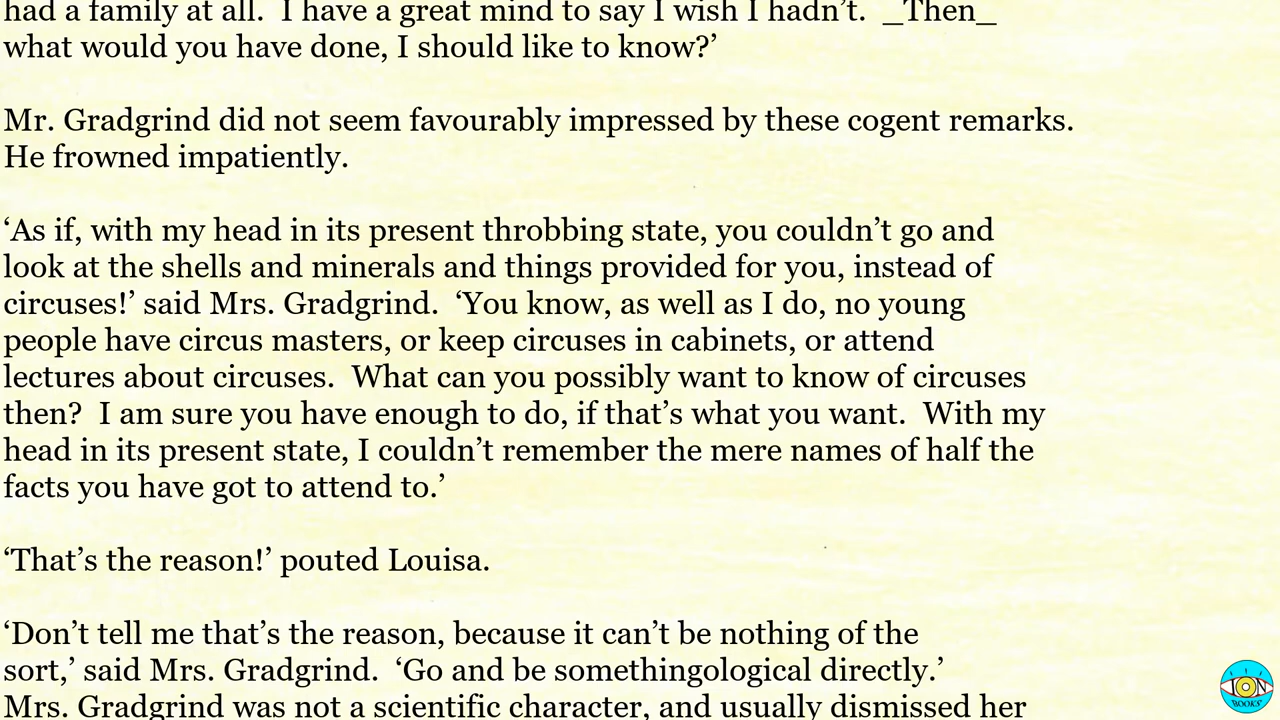 had a family at all.  I have a great mind to say I wish I hadn’t.  _Then_
what would you have done, I should like to know?’
Mr. Gradgrind did not seem favourably impressed by these cogent remarks.
He frowned impatiently.
‘As if, with my head in its present throbbing state, you couldn’t go and
look at the shells and minerals and things provided for you, instead of
circuses!’ said Mrs. Gradgrind.  ‘You know, as well as I do, no young
people have circus masters, or keep circuses in cabinets, or attend
lectures about circuses.  What can you possibly want to know of circuses
then?  I am sure you have enough to do, if that’s what you want.  With my
head in its present state, I couldn’t remember the mere names of half the
facts you have got to attend to.’
‘That’s the reason!’ pouted Louisa.
‘Don’t tell me that’s the reason, because it can’t be nothing of the
sort,’ said Mrs. Gradgrind.  ‘Go and be somethingological directly.’
Mrs. Gradgrind was not a scientific character, and usually dismissed her
ION
BOOKS